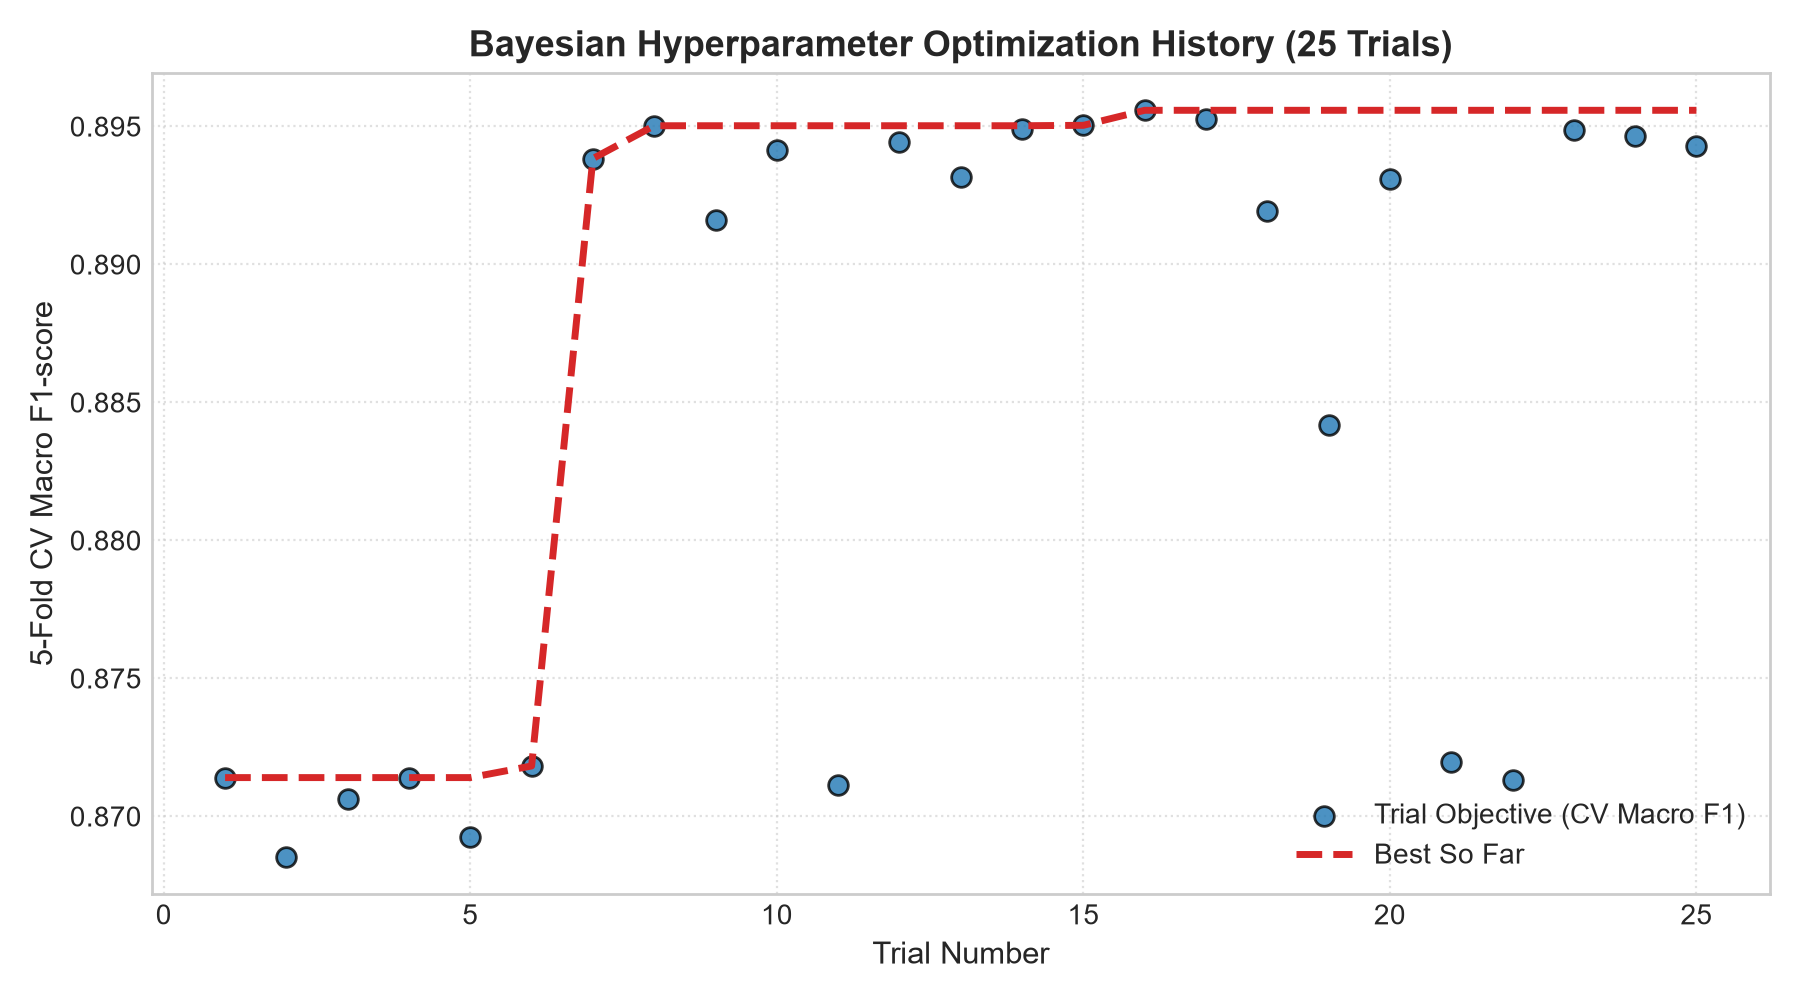 Bayesian Hyperparameter Optimization History (25 Trials)
5-Fold CV Macro F1-score
0.895
0.890
0.885
0.880
0.875
0.870
Trial Objective (CV Macro F1)
Best So Far
0 5 10 15 20 25
Trial Number